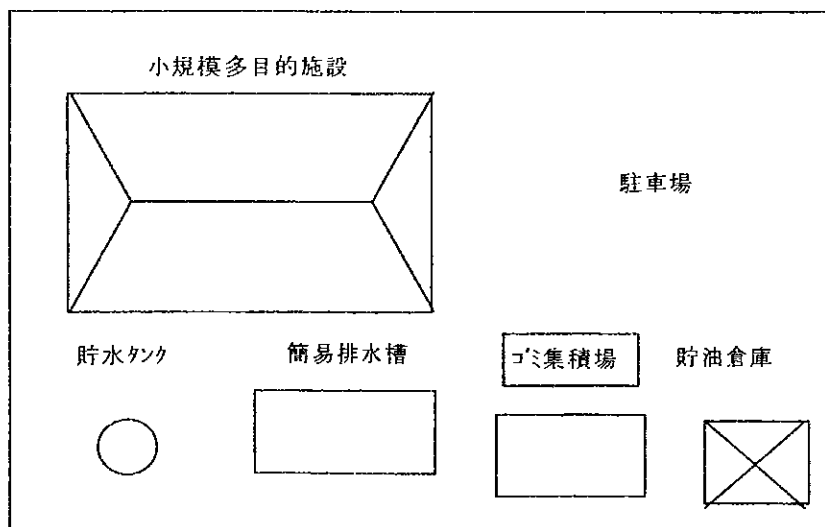 小規模多目的施設
駐車場
貯水ﾀﾝｸ
簡易排水槽
ｺﾞﾐ集積場
貯油倉庫